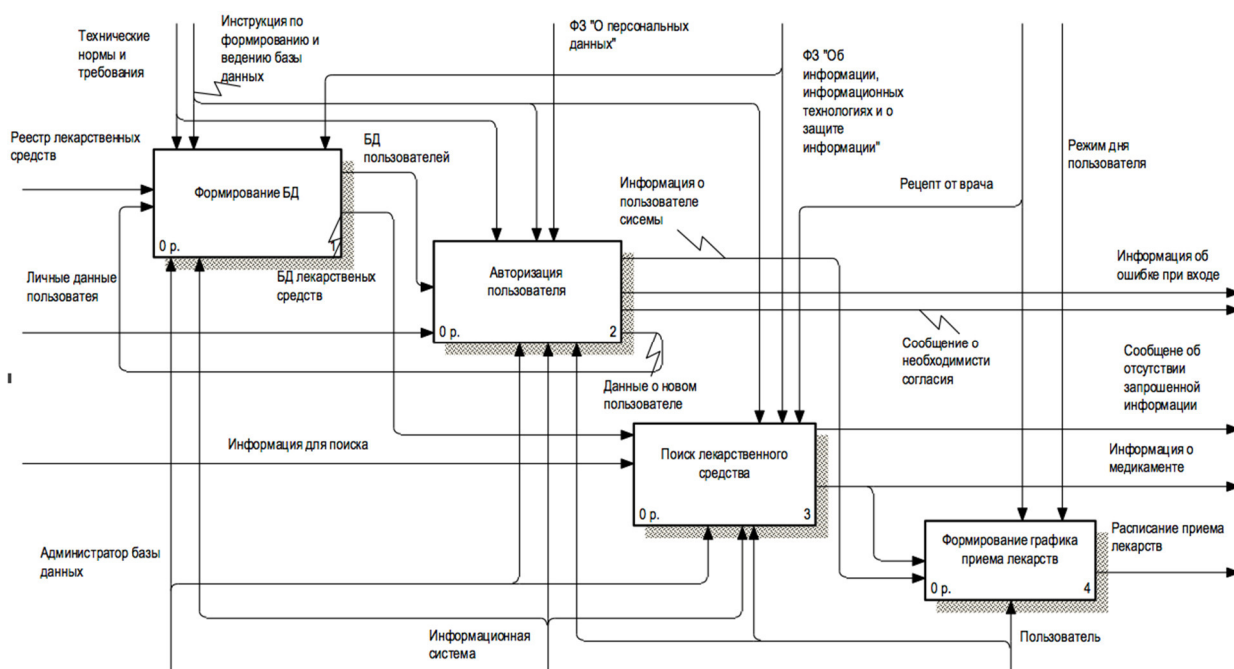 Технические
нормы и
требования
Инструкция по
формированию и
ведению базы
данных
ФЗ "О персональных
данных"
ФЗ "Об
информации,
информационных
технологиях и о
защите
информации"
Режим дня
пользователя
Реестр лекарственных
средств
БД
пользователей
Формирование БД
0 р.
1
Информация о
пользователе
сисемы
Рецепт от врача
Личные данные
пользоватея
БД лекарственых
средств
Авторизация
пользователя
0 р.
2
Информация об
ошибке при входе
Данные о новом
пользователе
Сообщение о
необходимисти
согласия
Сообщене об
отсутствии
запрошенной
информации
Информация для поиска
Поиск лекарственного
средства
0 р.
3
Информация о
медикаменте
Администратор базы
данных
Формирование графика
приема лекарств
0 р.
4
Расписание приема
лекарств
Информационная
система
Пользователь